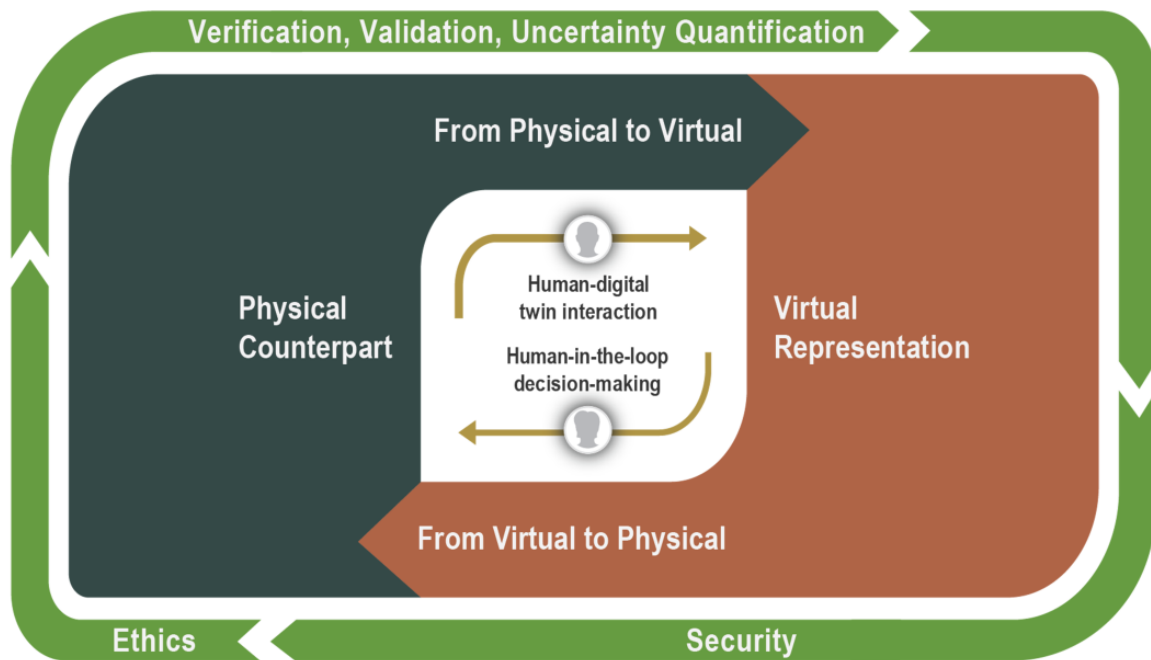 Verification, Validation, Uncertainty Quantification
From Physical to Virtual
Human-digital
twin interaction
Physical
Counterpart
Virtual
Representation
Human-in-the-loop
decision-making
From Virtual to Physical
Ethics
Security